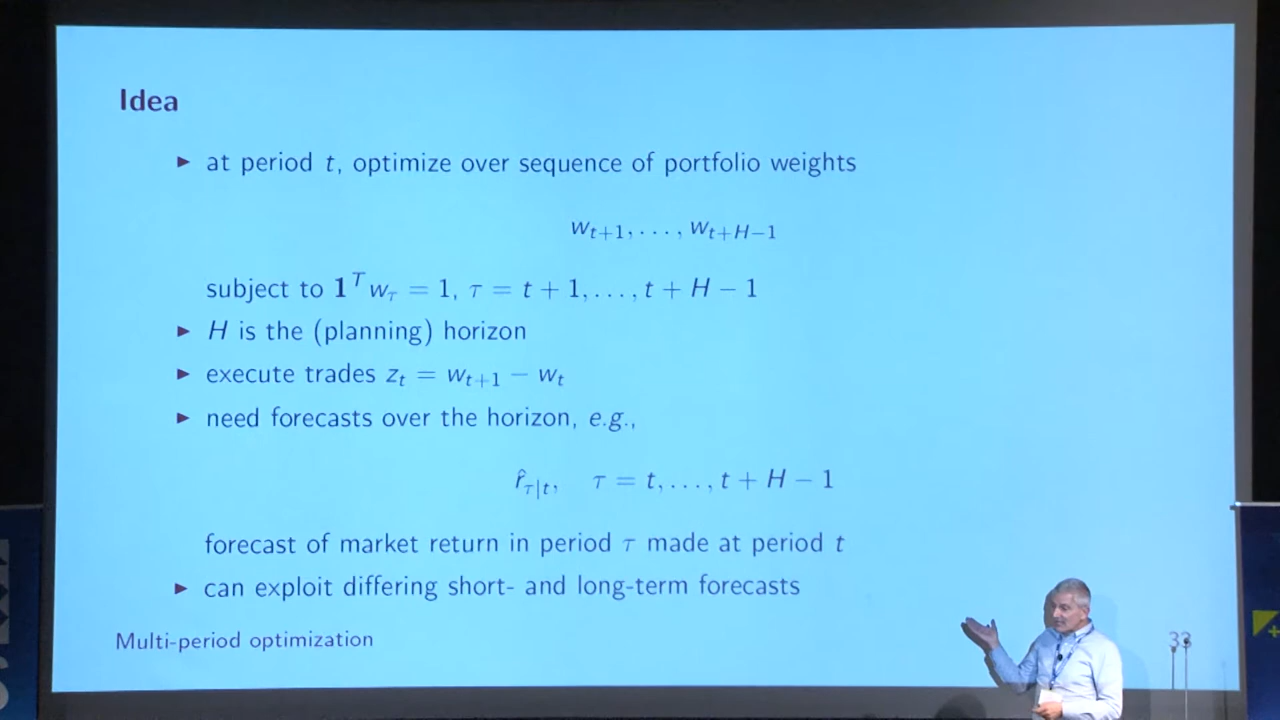 Idea
▶ at period t, optimize over sequence of portfolio weights
w_{t+1}, . . . , w_{t+H−1}
subject to 1^T w_τ = 1, τ = t + 1, . . . , t + H − 1
▶ H is the (planning) horizon
▶ execute trades z_t = w_{t+1} − w_t
▶ need forecasts over the horizon, e.g.,
r̂_{τ|t}, τ = t, . . . , t + H − 1
forecast of market return in period τ made at period t
▶ can exploit differing short- and long-term forecasts
Multi-period optimization
33